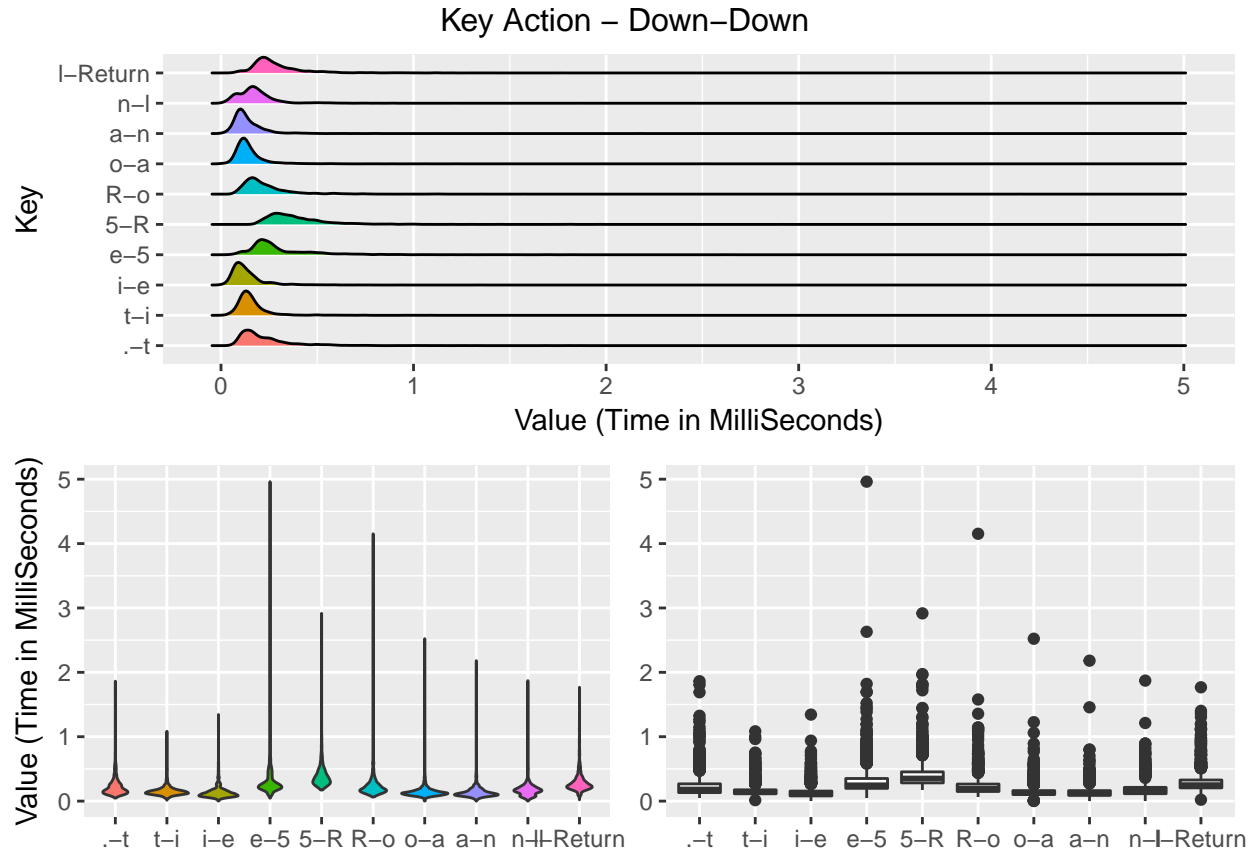 Key Action − Down−Down
Key
l−Return
n−l
a−n
o−a
R−o
5−R
e−5
i−e
t−i
.−t
0 1 2 3 4 5
Value (Time in MilliSeconds)
Value (Time in MilliSeconds)
5
4
3
2
1
0
.−t t−i i−e e−5 5−R R−o o−a a−n n−l l−Return
5
4
3
2
1
0
.−t t−i i−e e−5 5−R R−o o−a a−n n−l l−Return